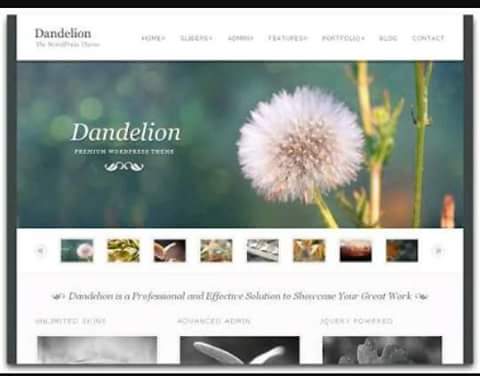 Dandelion
The WordPress Theme
HOME SLIDERS ADMIN FEATURES PORTFOLIO BLOG CONTACT
Dandelion
PREMIUM WORDPRESS THEME
Dandelion is a Professional and Effective Solution to Showcase Your Great Work
UNLIMITED SKINS ADVANCED ADMIN JQUERY POWERED